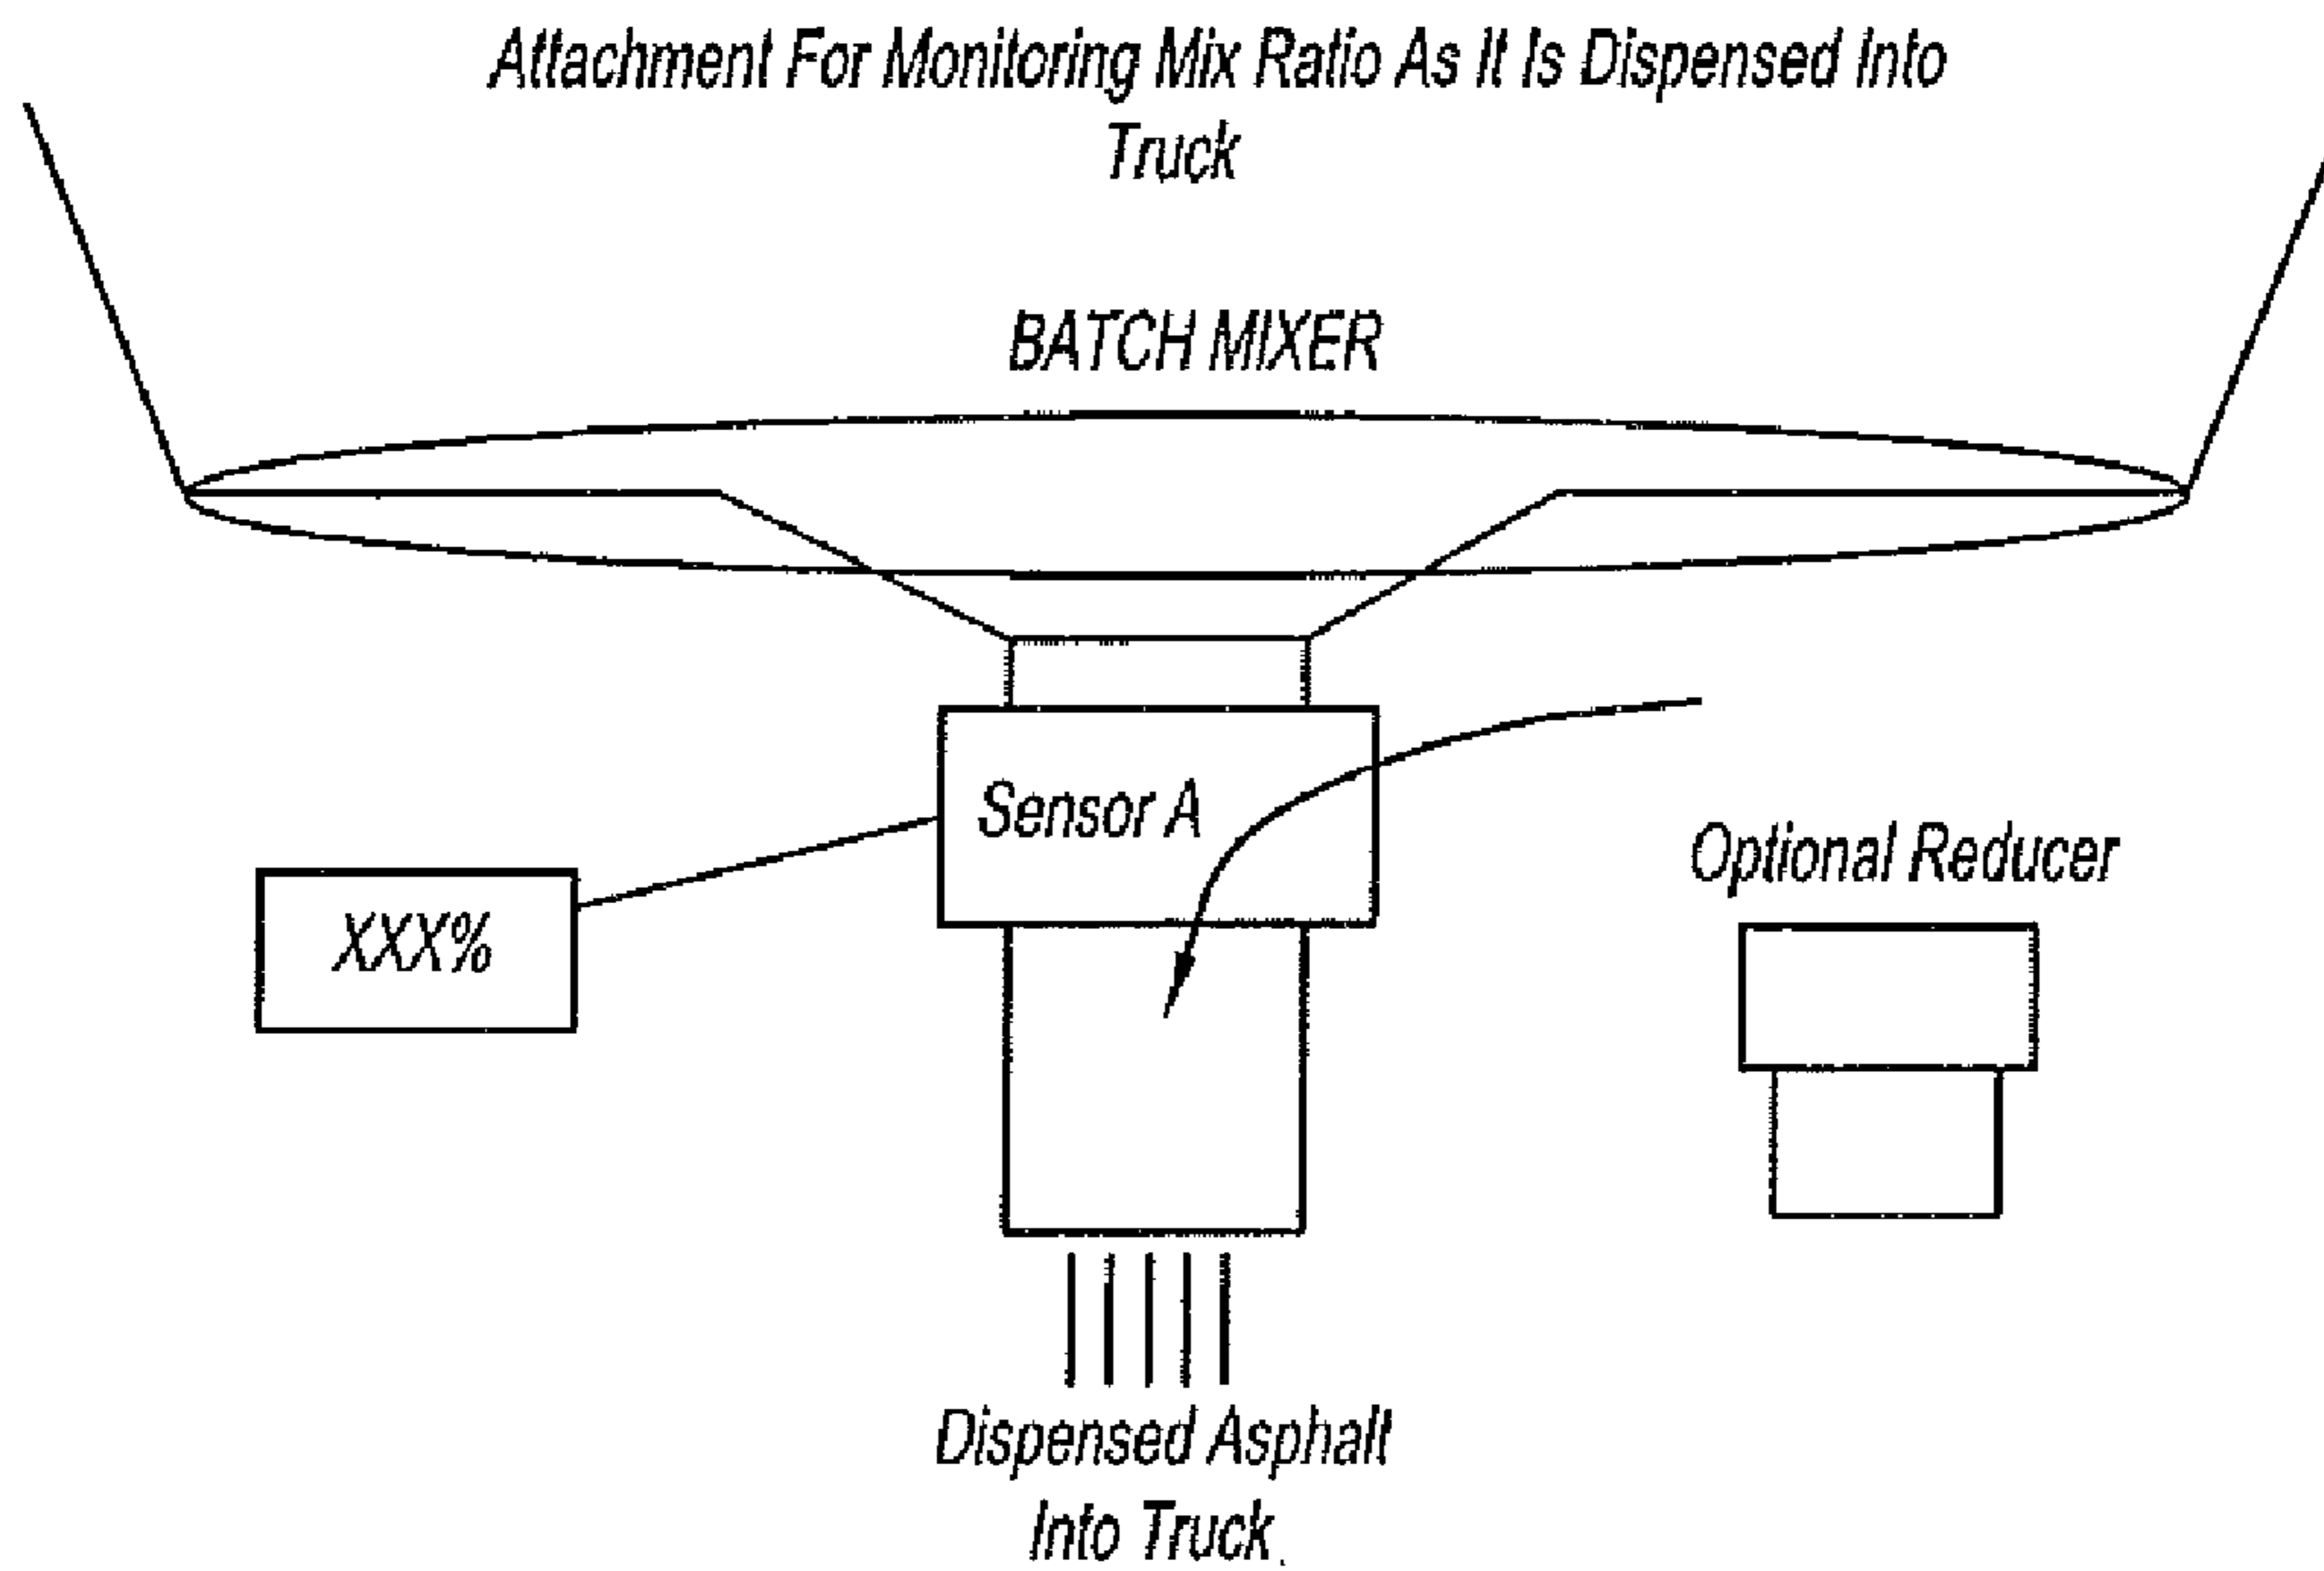 Attachment For Monitoring Mix Ratio As It Is Dispensed Into
Truck
BATCH MIXER
Sensor A
XXX%
Optional Reducer
Dispensed Asphalt
Into Truck